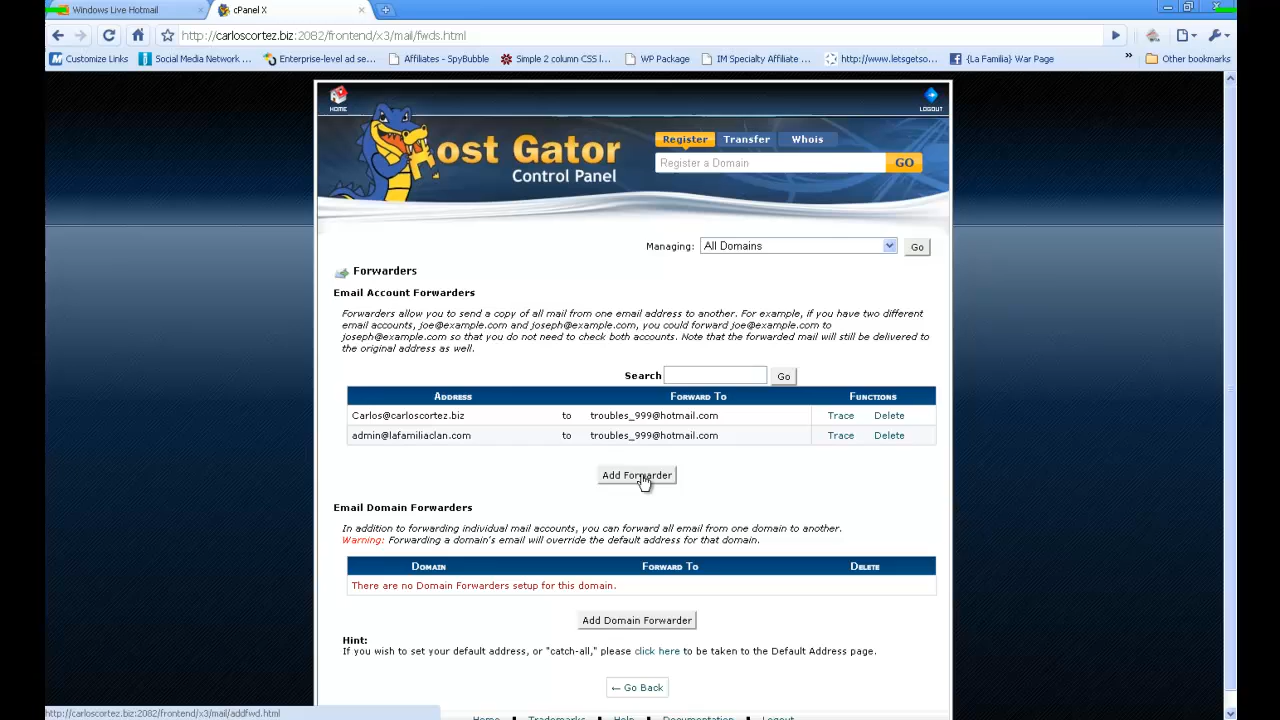 Windows Live Hotmail
cPanel X
http://carloscortez.biz:2082/frontend/x3/mail/fwds.html
Customize Links
Social Media Network ...
Enterprise-level ad se...
Affiliates - SpyBubble
Simple 2 column CSS l...
WP Package
IM Specialty Affiliate ...
http://www.letsgetso...
{La Familia} War Page
»
Other bookmarks
HOME
LOGOUT
Register
Transfer
Whois
ost Gator
Control Panel
Register a Domain
GO
Managing:
All Domains
Go
Forwarders
Email Account Forwarders
Forwarders allow you to send a copy of all mail from one email address to another. For example, if you have two different
email accounts, joe@example.com and joseph@example.com, you could forward joe@example.com to
joseph@example.com so that you do not need to check both accounts. Note that the forwarded mail will still be delivered to
the original address as well.
Search
Go
Address Forward To Functions
Carlos@carloscortez.biz to troubles_999@hotmail.com Trace Delete
admin@lafamiliaclan.com to troubles_999@hotmail.com Trace Delete
Add Forwarder
Email Domain Forwarders
In addition to forwarding individual mail accounts, you can forward all email from one domain to another.
Warning: Forwarding a domain's email will override the default address for that domain.
Domain Forward To Delete
There are no Domain Forwarders setup for this domain.
Add Domain Forwarder
Hint:
If you wish to set your default address, or "catch-all," please click here to be taken to the Default Address page.
← Go Back
http://carloscortez.biz:2082/frontend/x3/mail/addfwd.html
Home Trademarks Help Documentation Logout